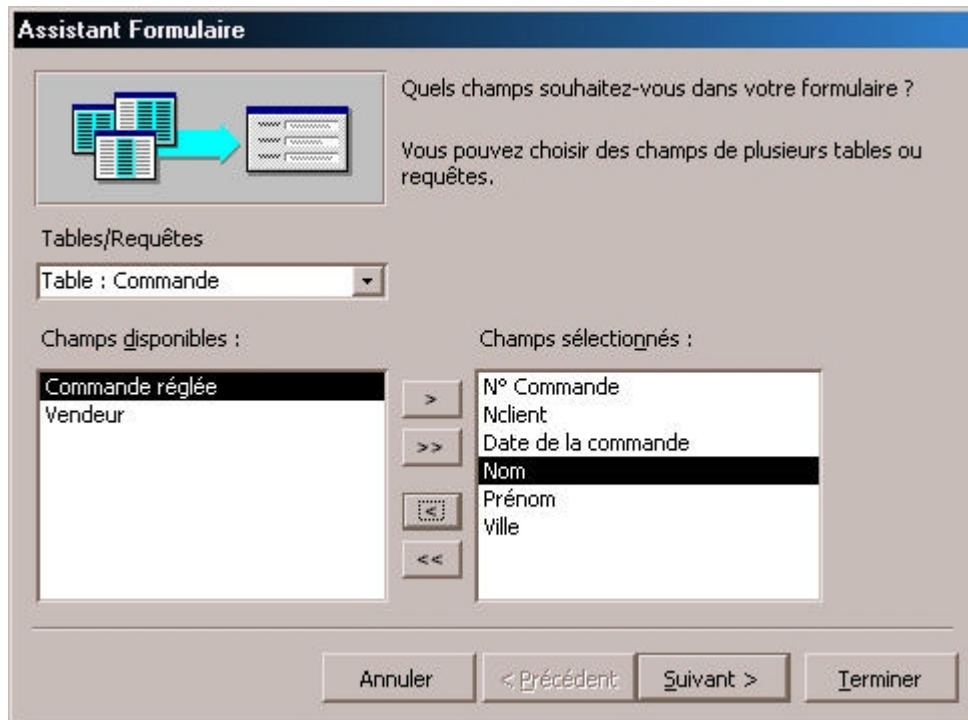 Assistant Formulaire
Quels champs souhaitez-vous dans votre formulaire ?
Vous pouvez choisir des champs de plusieurs tables ou
requêtes.
Tables/Requêtes
Table : Commande
Champs disponibles :
Commande réglée
Vendeur
>
>>
<
<<
Champs sélectionnés :
N° Commande
Nclient
Date de la commande
Nom
Prénom
Ville
Annuler
< Précédent
Suivant >
Terminer